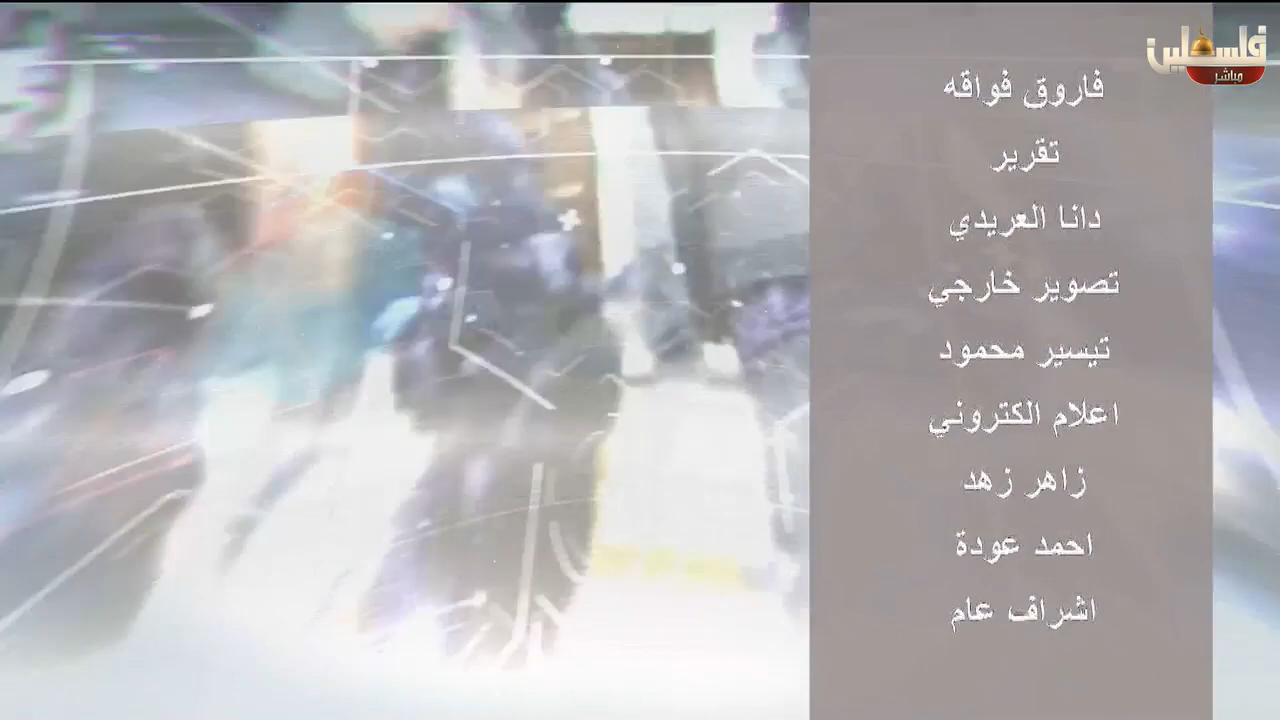 فلسطين
مباشر
فاروق فواقه
تقرير
دانا العريدي
تصوير خارجي
تيسير محمود
اعلام الكتروني
زاهر زهد
احمد عودة
اشراف عام